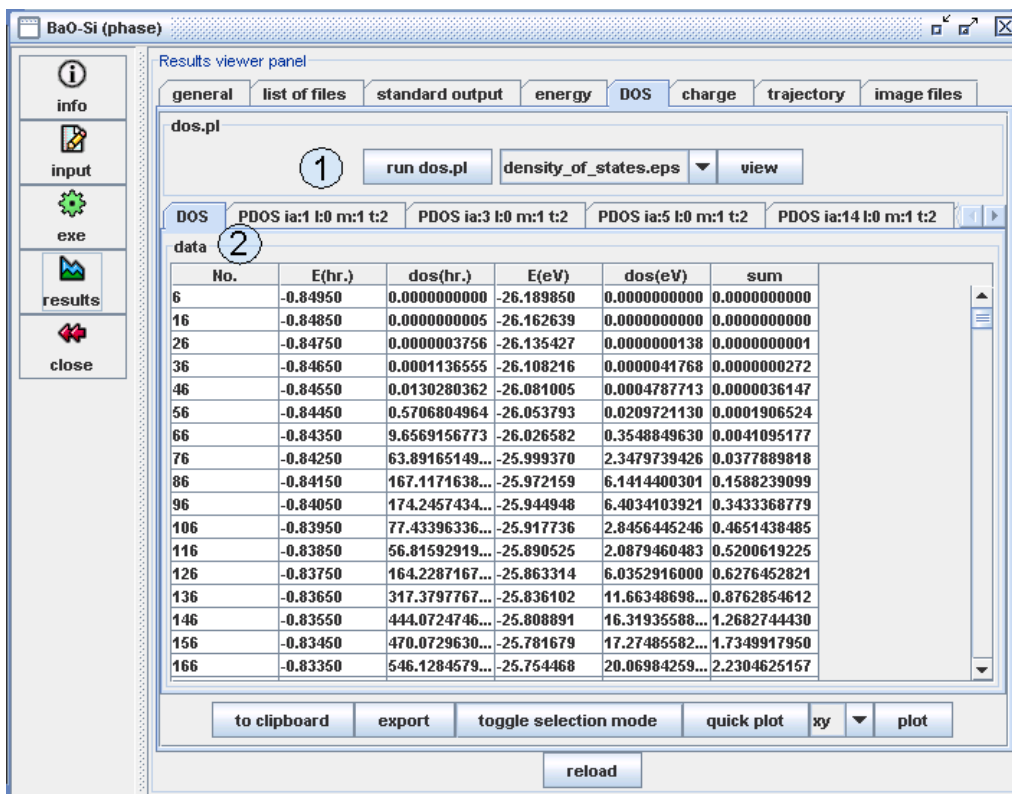 BaO-Si (phase)
info
input
exe
results
close
Results viewer panel
general list of files standard output energy DOS charge trajectory image files
dos.pl
1 run dos.pl density_of_states.eps view
DOS PDOS ia:1 l:0 m:1 t:2 PDOS ia:3 l:0 m:1 t:2 PDOS ia:5 l:0 m:1 t:2 PDOS ia:14 l:0 m:1 t:2
data 2
No. E(hr.) dos(hr.) E(eV) dos(eV) sum
6 -0.84950 0.0000000000 -26.189850 0.0000000000 0.0000000000
16 -0.84850 0.0000000005 -26.162639 0.0000000000 0.0000000000
26 -0.84750 0.0000003756 -26.135427 0.0000000138 0.0000000001
36 -0.84650 0.0001136555 -26.108216 0.0000041768 0.0000000272
46 -0.84550 0.0130280362 -26.081005 0.0004787713 0.0000036147
56 -0.84450 0.5706804964 -26.053793 0.0209721130 0.0001906524
66 -0.84350 9.6569156773 -26.026582 0.3548849630 0.0041095177
76 -0.84250 63.89165149... -25.999370 2.3479739426 0.0377889818
86 -0.84150 167.1171638... -25.972159 6.1414400301 0.1588239099
96 -0.84050 174.2457434... -25.944948 6.4034103921 0.3433368779
106 -0.83950 77.43396336... -25.917736 2.8456445246 0.4651438485
116 -0.83850 56.81592919... -25.890525 2.0879460483 0.5200619225
126 -0.83750 164.2287167... -25.863314 6.0352916000 0.6276452821
136 -0.83650 317.3797767... -25.836102 11.66348698... 0.8762854612
146 -0.83550 444.0724746... -25.808891 16.31935588... 1.2682744430
156 -0.83450 470.0729630... -25.781679 17.27485582... 1.7349917950
166 -0.83350 546.1284579... -25.754468 20.06984259... 2.2304625157
to clipboard export toggle selection mode quick plot xy plot
reload